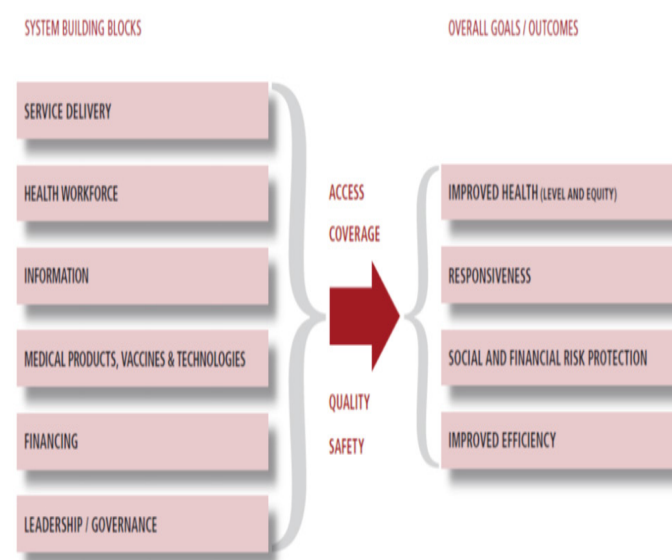 SYSTEM BUILDING BLOCKS
SERVICE DELIVERY
HEALTH WORKFORCE
INFORMATION
MEDICAL PRODUCTS, VACCINES & TECHNOLOGIES
FINANCING
LEADERSHIP / GOVERNANCE
ACCESS
COVERAGE
QUALITY
SAFETY
OVERALL GOALS / OUTCOMES
IMPROVED HEALTH (LEVEL AND EQUITY)
RESPONSIVENESS
SOCIAL AND FINANCIAL RISK PROTECTION
IMPROVED EFFICIENCY